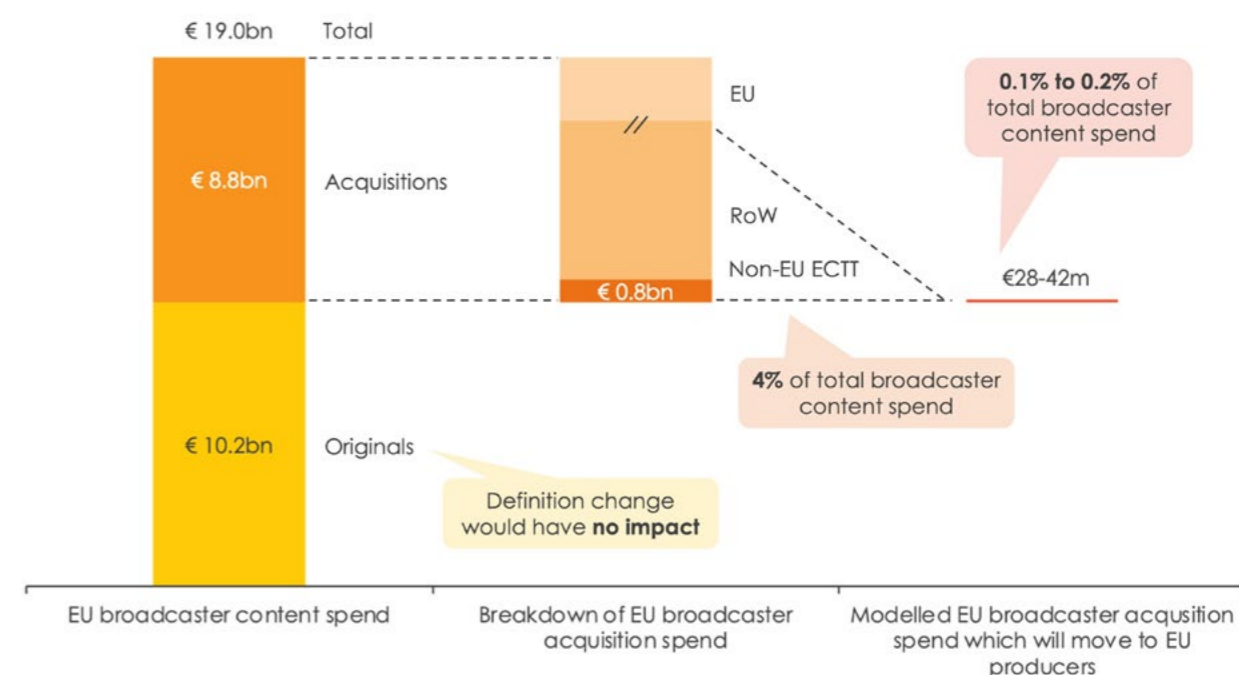 € 19.0bn
Total
€ 8.8bn
Acquisitions
€ 10.2bn
Originals
Definition change
would have no impact
EU
//
RoW
Non-EU ECTT
€ 0.8bn
4% of total broadcaster
content spend
0.1% to 0.2% of
total broadcaster
content spend
€28-42m
EU broadcaster content spend
Breakdown of EU broadcaster
acquisition spend
Modelled EU broadcaster acqusition
spend which will move to EU
producers